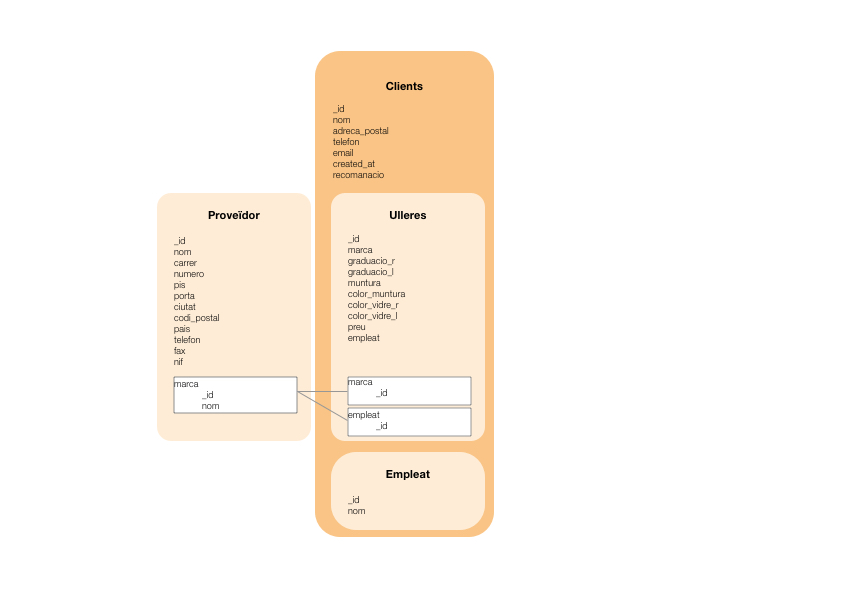 Clients
_id
nom
adreca_postal
telefon
email
created_at
recomanacio
Proveïdor
_id
nom
carrer
numero
pis
porta
ciutat
codi_postal
pais
telefon
fax
nif
marca
_id
nom
Ulleres
_id
marca
graduacio_r
graduacio_l
muntura
color_muntura
color_vidre_r
color_vidre_l
preu
empleat
marca
_id
empleat
_id
Empleat
_id
nom